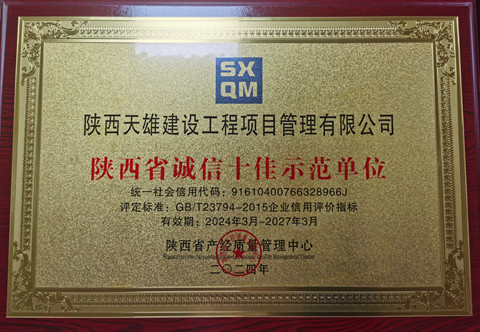 SX
QM
陕西天雄建设工程项目管理有限公司
陕西省诚信十佳示范单位
统一社会信用代码：91610400766328966J
评定标准：GB/T23794-2015企业信用评价指标
有效期：2024年3月-2027年3月
陕西省产经质量管理中心
二〇二四年